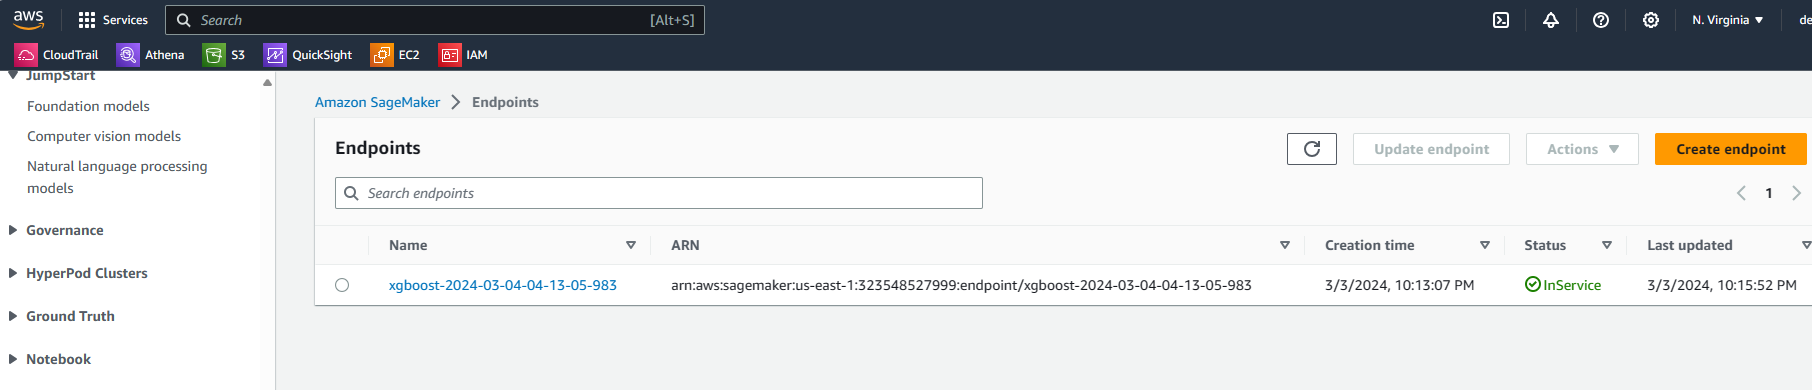 aws Services Search [Alt+S] N. Virginia de
CloudTrail Athena S3 QuickSight EC2 IAM
JumpStart
Foundation models
Computer vision models
Natural language processing
models
Governance
HyperPod Clusters
Ground Truth
Notebook
Amazon SageMaker > Endpoints
Endpoints
Update endpoint Actions Create endpoint
Search endpoints
1
Name ARN Creation time Status Last updated
xgboost-2024-03-04-04-13-05-983 arn:aws:sagemaker:us-east-1:323548527999:endpoint/xgboost-2024-03-04-04-13-05-983 3/3/2024, 10:13:07 PM InService 3/3/2024, 10:15:52 PM